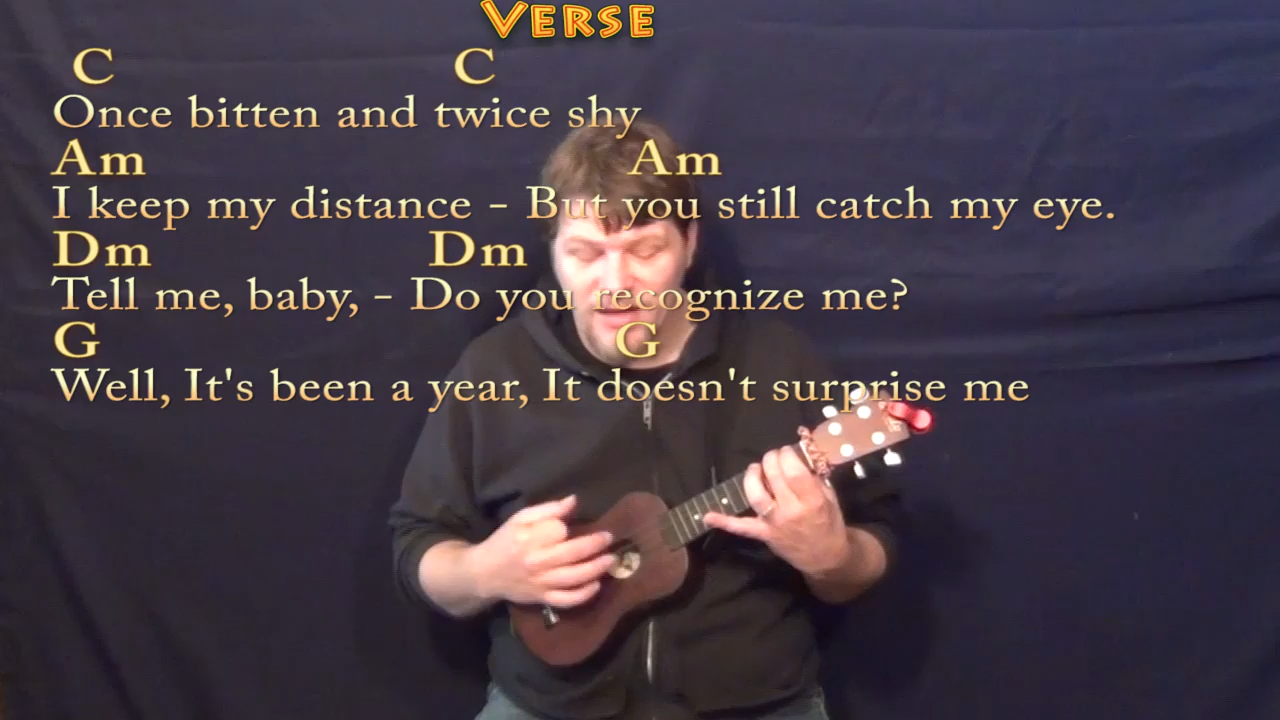 VERSE
C C
Once bitten and twice shy
Am Am
I keep my distance - But you still catch my eye.
Dm Dm
Tell me, baby, - Do you recognize me?
G G
Well, It's been a year, It doesn't surprise me